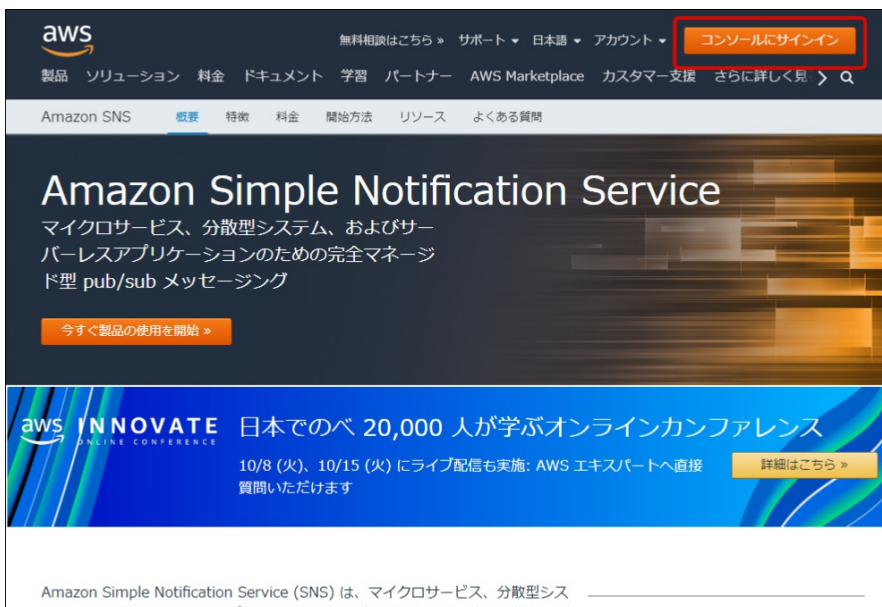 aws
無料相談はこちら » サポート 日本語 アカウント コンソールにサインイン
製品 ソリューション 料金 ドキュメント 学習 パートナー AWS Marketplace カスタマー支援 さらに詳しく見
Amazon SNS 概要 特徴 料金 開始方法 リソース よくある質問
Amazon Simple Notification Service
マイクロサービス、分散型システム、およびサー
バーレスアプリケーションのための完全マネージ
ド型 pub/sub メッセージング
今すぐ製品の使用を開始 »
aws INNOVATE
ONLINE CONFERENCE
日本でのべ 20,000 人が学ぶオンラインカンファレンス
10/8 (火)、10/15 (火) にライブ配信も実施: AWS エキスパートへ直接
質問いただけます
詳細はこちら »
Amazon Simple Notification Service (SNS) は、マイクロサービス、分散型シス